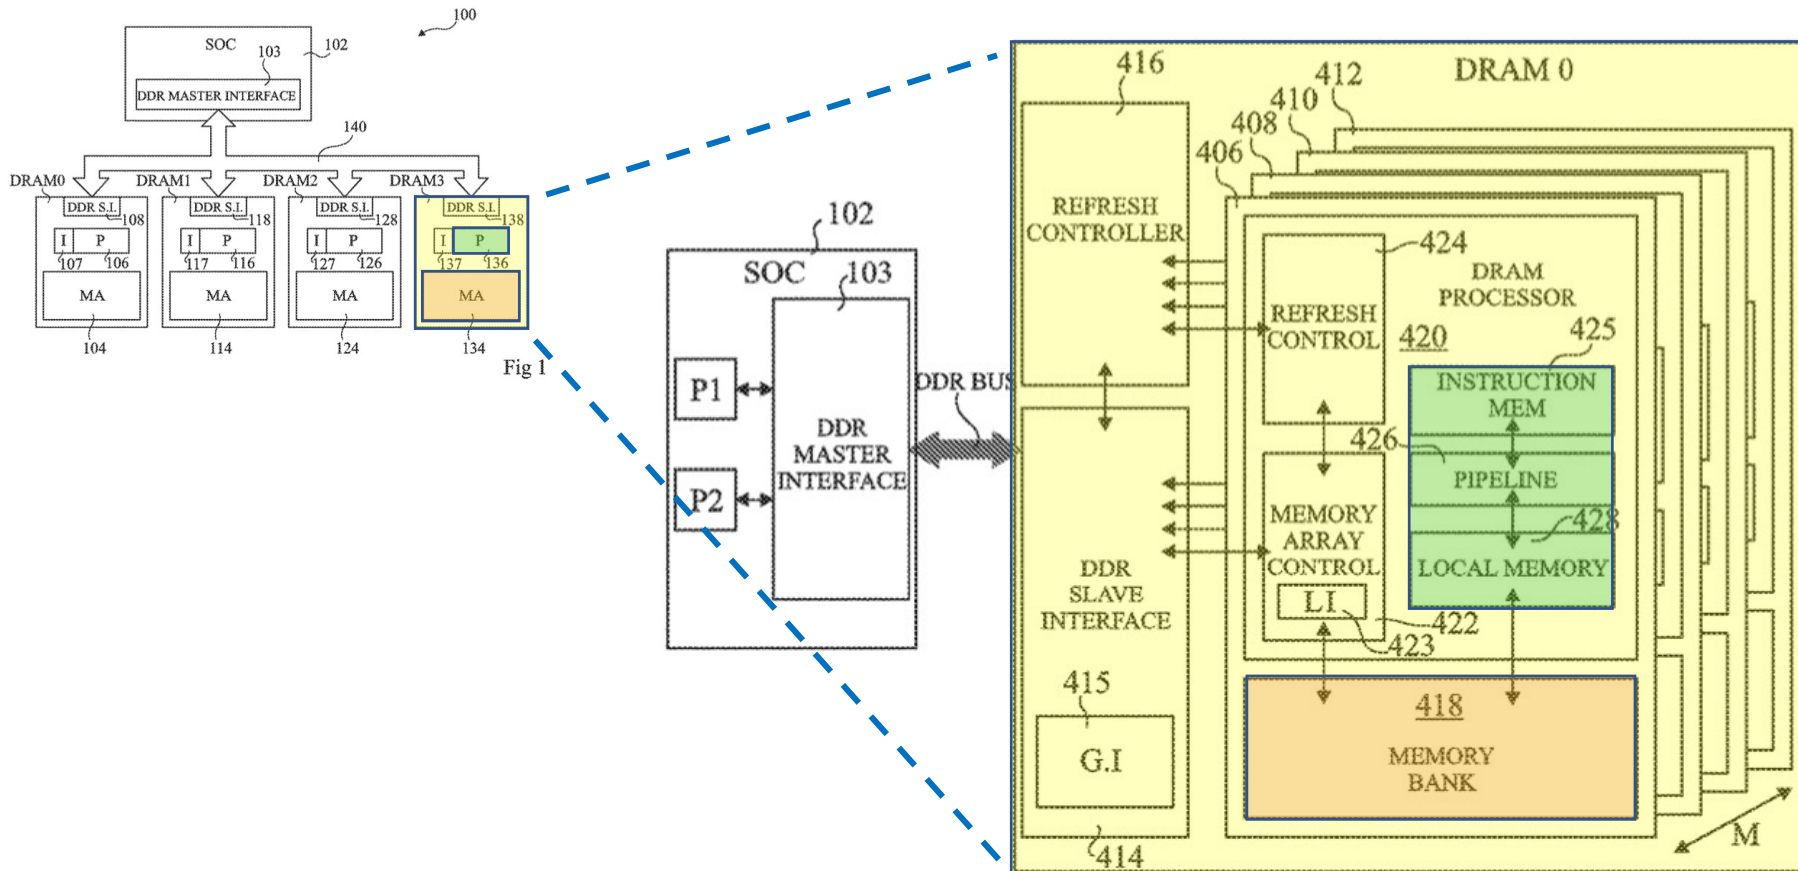 100
SOC
102
103
DDR MASTER INTERFACE
140
DRAM0
DRAM1
DRAM2
DRAM3
DDR S.I.
108
DDR S.I.
118
DDR S.I.
128
DDR S.I.
138
I
P
I
P
I
P
I
P
107
106
117
116
127
126
137
136
MA
MA
MA
MA
104
114
124
134
Fig 1
102
SOC
103
P1
P2
DDR
MASTER
INTERFACE
DDR BUS
DRAM 0
416
REFRESH
CONTROLLER
412
410
408
406
424
REFRESH
CONTROL
DRAM
PROCESSOR
420
425
INSTRUCTION
MEM
426
PIPELINE
428
LOCAL MEMORY
MEMORY
ARRAY
CONTROL
LI
422
423
DDR
SLAVE
INTERFACE
415
G.I
414
418
MEMORY
BANK
M